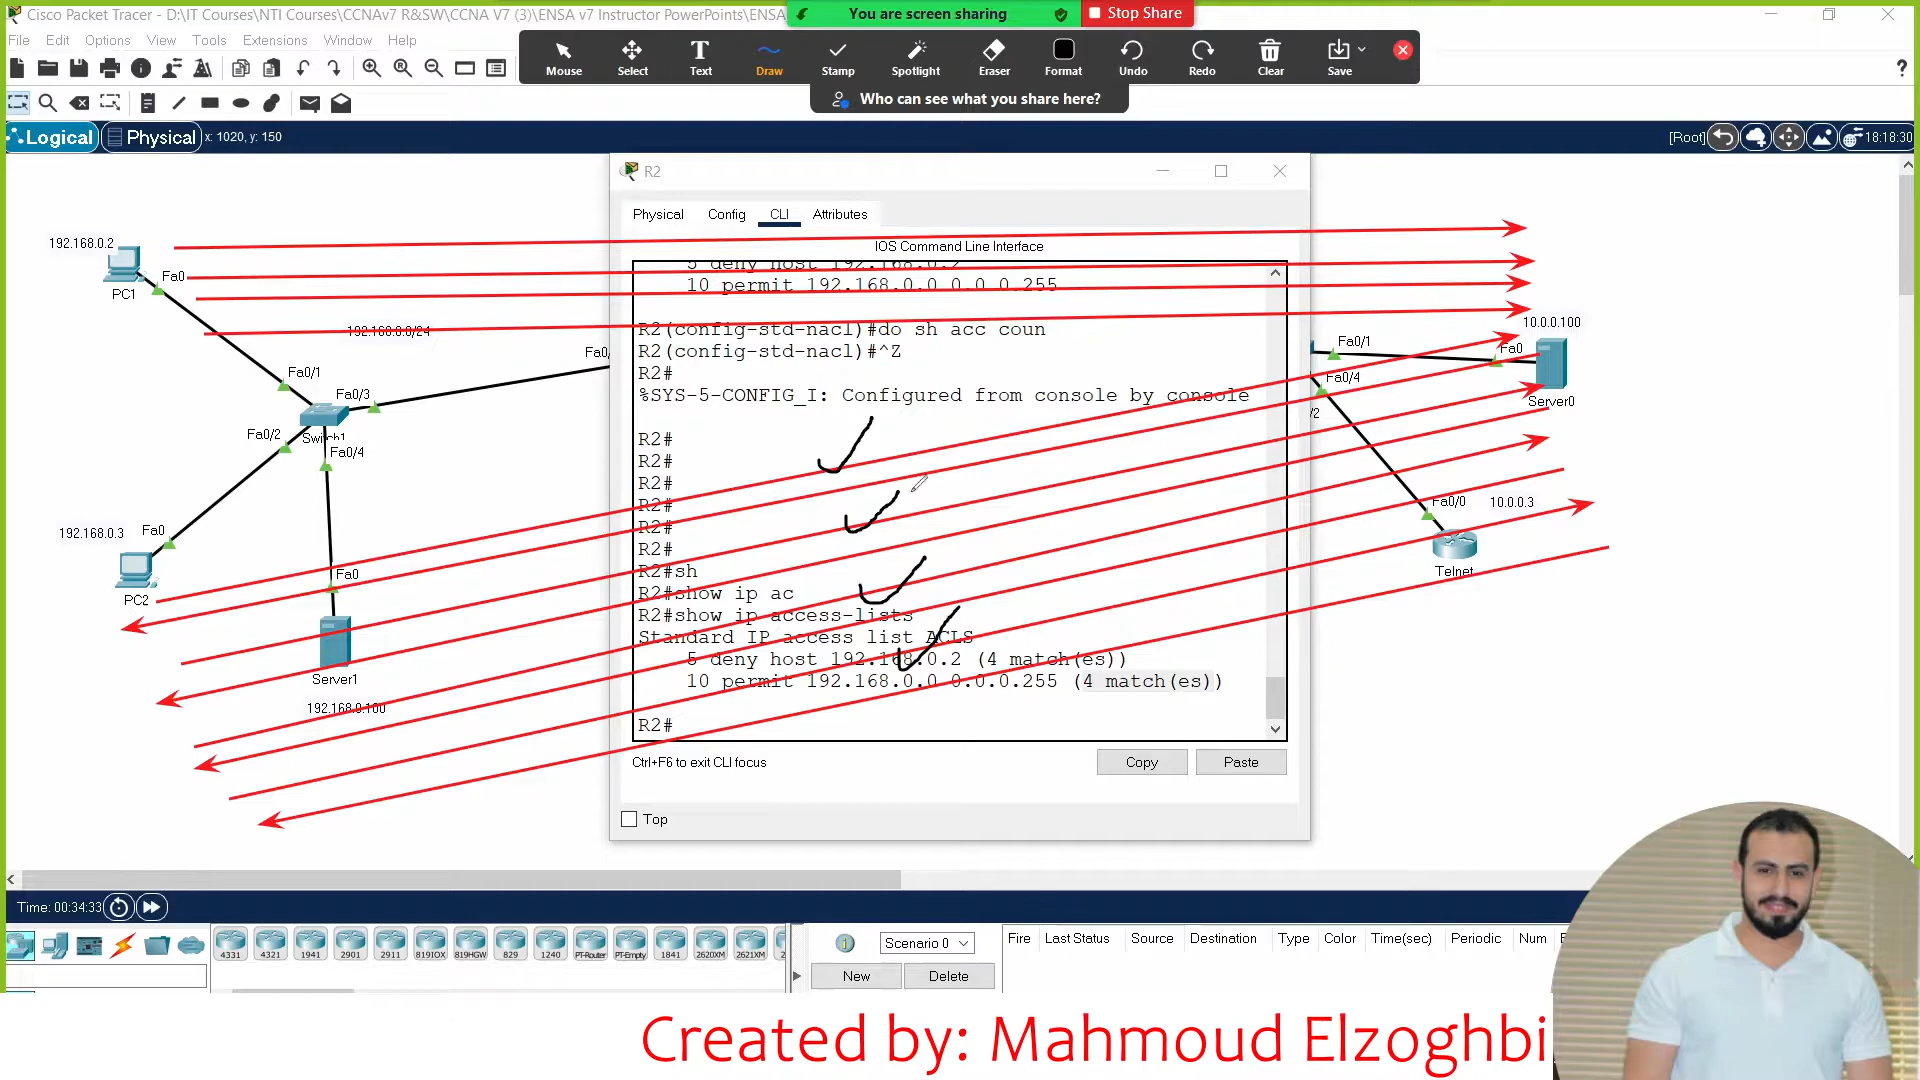 Cisco Packet Tracer - D:\IT Courses\NTI Courses\CCNAv7 R&SW\CCNA V7 (3)\ENSA v7 Instructor PowerPoints\ENSA
You are screen sharing
Stop Share
File Edit Options View Tools Extensions Window Help
Mouse Select Text Draw Stamp Spotlight Eraser Format Undo Redo Clear Save
Who can see what you share here?
Logical Physical x: 1020, y: 150
[Root] 18:18:30
R2
Physical Config CLI Attributes
IOS Command Line Interface
5 deny host 192.168.0.2
10 permit 192.168.0.0 0.0.0.255
R2(config-std-nacl)#do sh acc coun
R2(config-std-nacl)#^Z
R2#
%SYS-5-CONFIG_I: Configured from console by console
R2#
R2#
R2#
R2#
R2#
R2#
R2#sh
R2#show ip ac
R2#show ip access-lists
Standard IP access list ACLS
5 deny host 192.168.0.2 (4 match(es))
10 permit 192.168.0.0 0.0.0.255 (4 match(es))
R2#
Ctrl+F6 to exit CLI focus
Copy Paste
Top
192.168.0.2
Fa0
PC1
192.168.0.0/24
Fa0/1
Fa0/3
Fa0/2
Switch1
Fa0/4
192.168.0.3
Fa0
PC2
Fa0
Server1
192.168.0.100
Fa0/
10.0.0.100
Fa0/1
Fa0
Fa0/4
Server0
/2
Fa0/0
10.0.0.3
Telnet
Time: 00:34:33
4331 4321 1941 2901 2911 819IOX 819HGW 829 1240 PT-Router PT-Empty 1841 2620XM 2621XM 2
Scenario 0
New Delete
Fire Last Status Source Destination Type Color Time(sec) Periodic Num
Created by: Mahmoud Elzoghbi